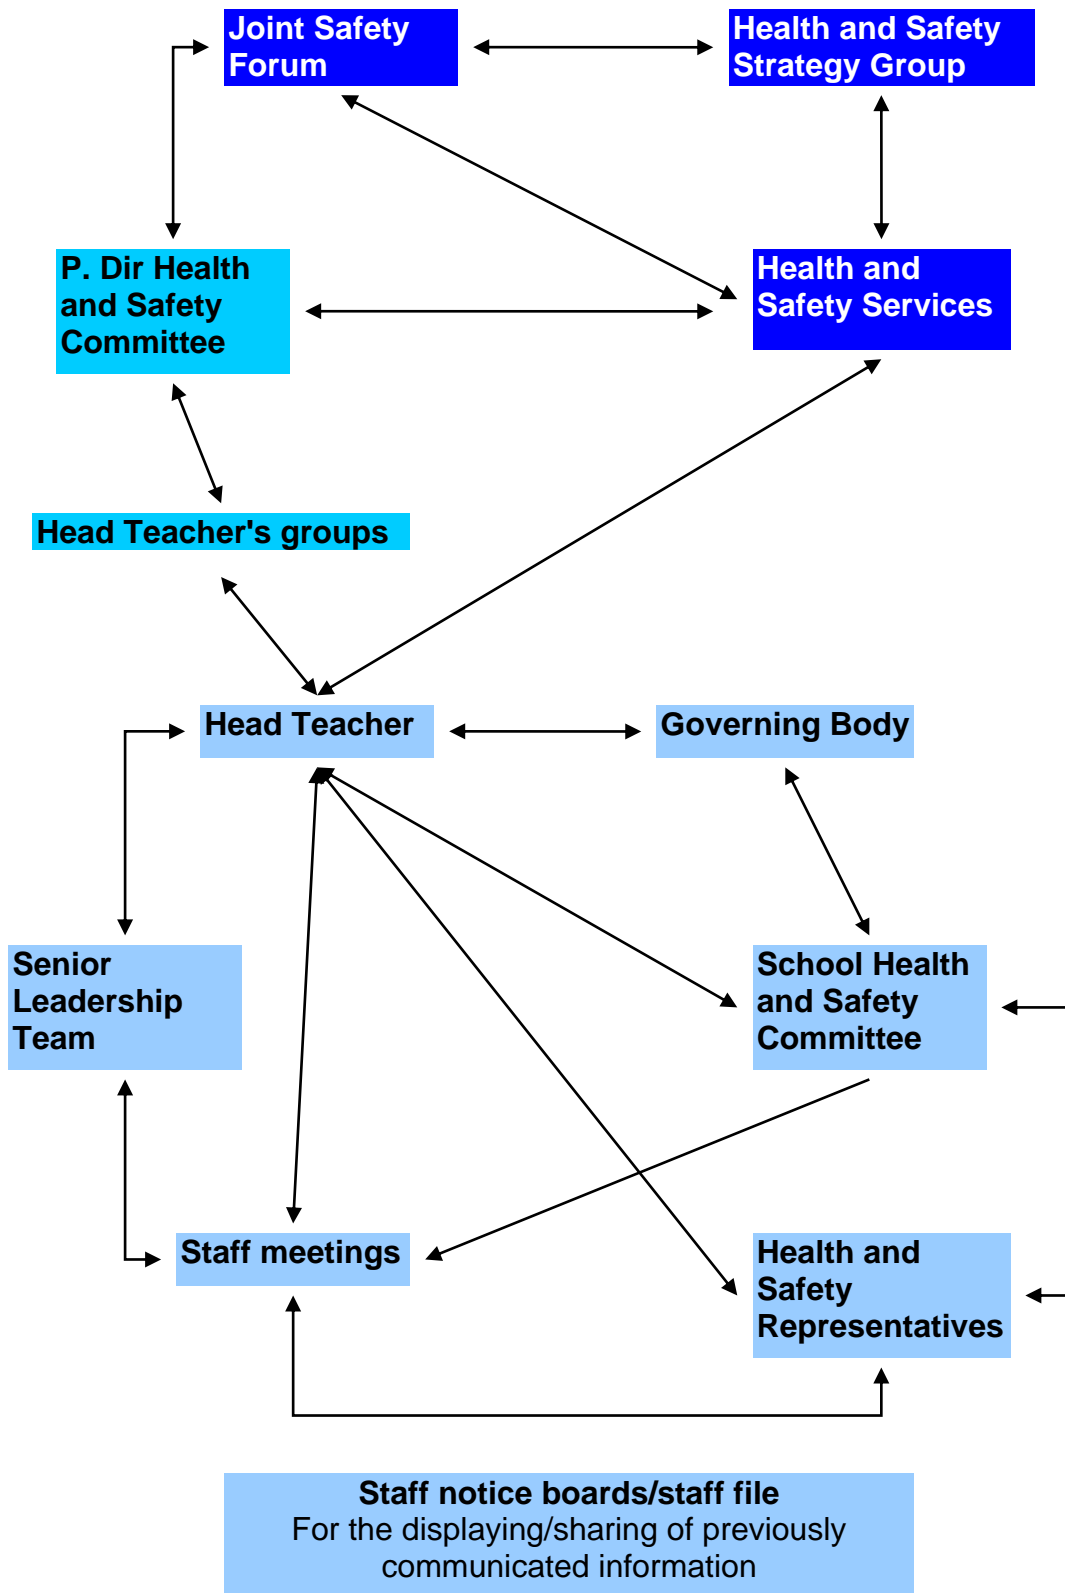 Joint Safety
Forum
Health and Safety
Strategy Group
P. Dir Health
and Safety
Committee
Health and
Safety Services
Head Teacher's groups
Head Teacher
Governing Body
Senior
Leadership
Team
School Health
and Safety
Committee
Staff meetings
Health and
Safety
Representatives
Staff notice boards/staff file
For the displaying/sharing of previously
communicated information